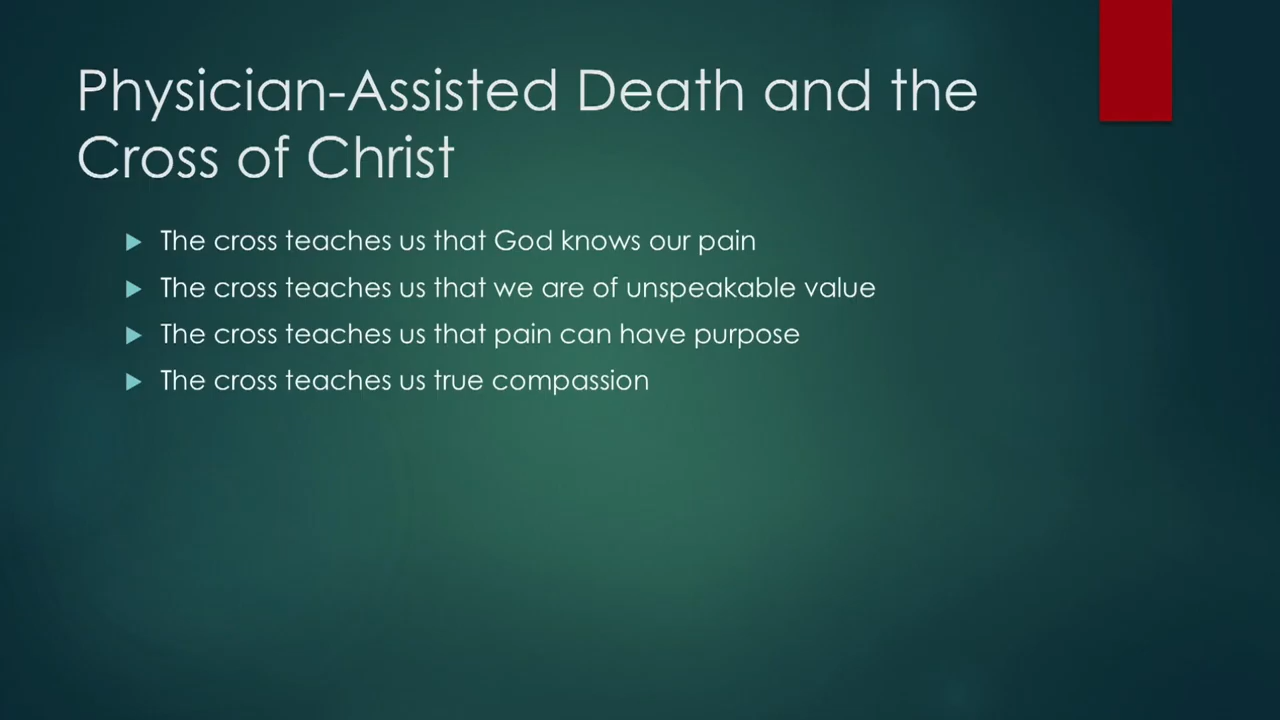 Physician-Assisted Death and the
Cross of Christ
The cross teaches us that God knows our pain
The cross teaches us that we are of unspeakable value
The cross teaches us that pain can have purpose
The cross teaches us true compassion